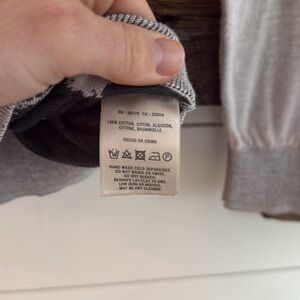 100% COTTON, COTON, ALGODÓN,
COTONE, BAUMWOLLE
HECHO EN CHINA
HAND WASH COLD SEPARATELY.
DO NOT WRING OR TWIST.
DO NOT BLEACH.
RESHAPE LAY FLAT TO DRY.
LOW IRON AS NEEDED.
MAY BE DRY CLEANED.